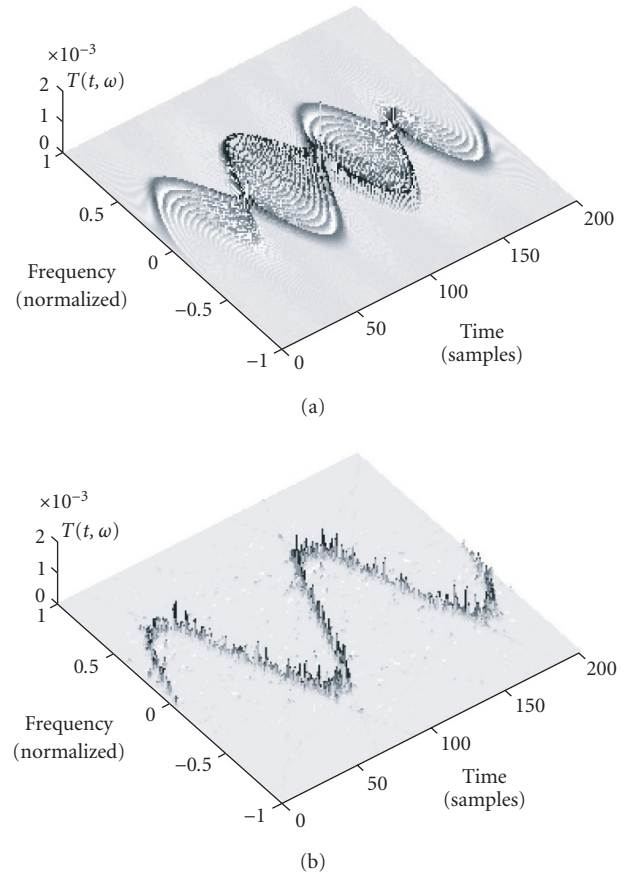 ×10⁻³
T(t, ω)
2
1
0
1
0.5
0
−0.5
−1
Frequency
(normalized)
0
50
100
150
200
Time
(samples)
(a)
×10⁻³
T(t, ω)
2
1
0
1
0.5
0
−0.5
−1
Frequency
(normalized)
0
50
100
150
200
Time
(samples)
(b)